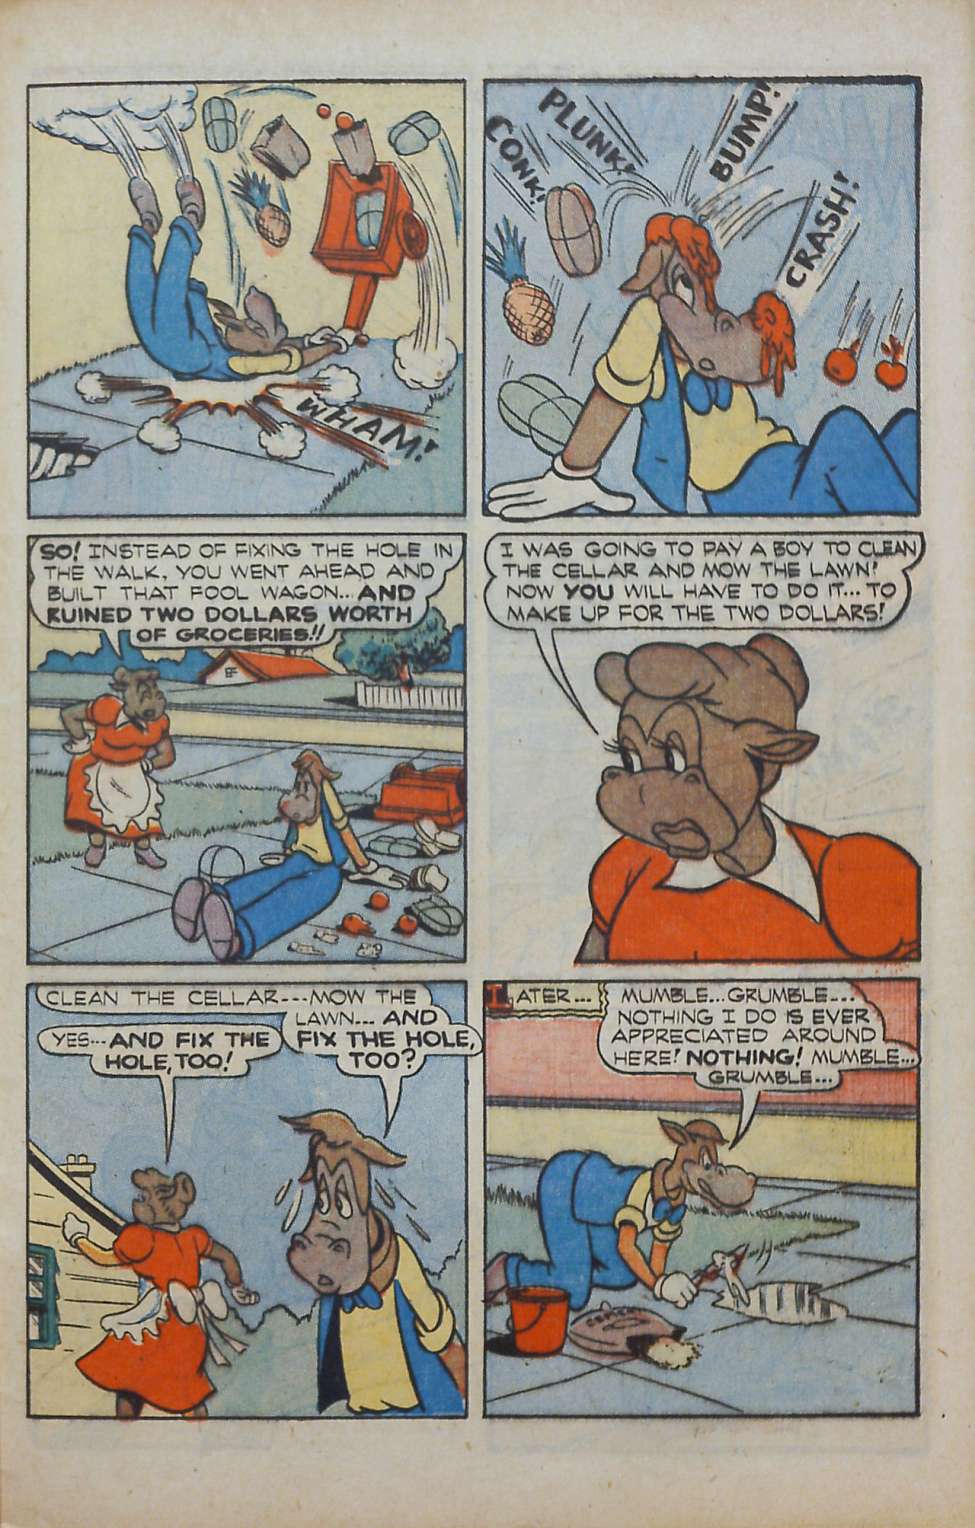 WHAM!
CONK!!
PLUNK!
BUMP!
CRASH!
SO! INSTEAD OF FIXING THE HOLE IN
THE WALK, YOU WENT AHEAD AND
BUILT THAT FOOL WAGON... AND
RUINED TWO DOLLARS WORTH
OF GROCERIES!!
I WAS GOING TO PAY A BOY TO CLEAN
THE CELLAR AND MOW THE LAWN!
NOW YOU WILL HAVE TO DO IT... TO
MAKE UP FOR THE TWO DOLLARS!
CLEAN THE CELLAR---MOW THE
LAWN... AND
FIX THE HOLE,
TOO?
YES... AND FIX THE
HOLE, TOO!
LATER...
MUMBLE...GRUMBLE...
NOTHING I DO IS EVER
APPRECIATED AROUND
HERE! NOTHING! MUMBLE...
GRUMBLE...